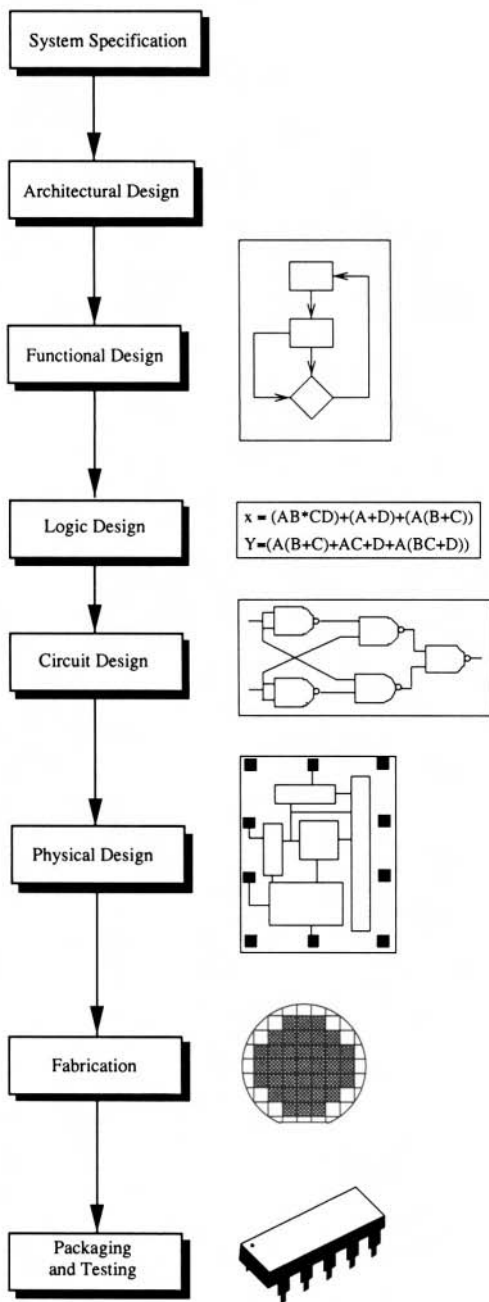 System Specification
Architectural Design
Functional Design
Logic Design
x = (AB*CD)+(A+D)+(A(B+C))
Y=(A(B+C)+AC+D+A(BC+D))
Circuit Design
Physical Design
Fabrication
Packaging
and Testing